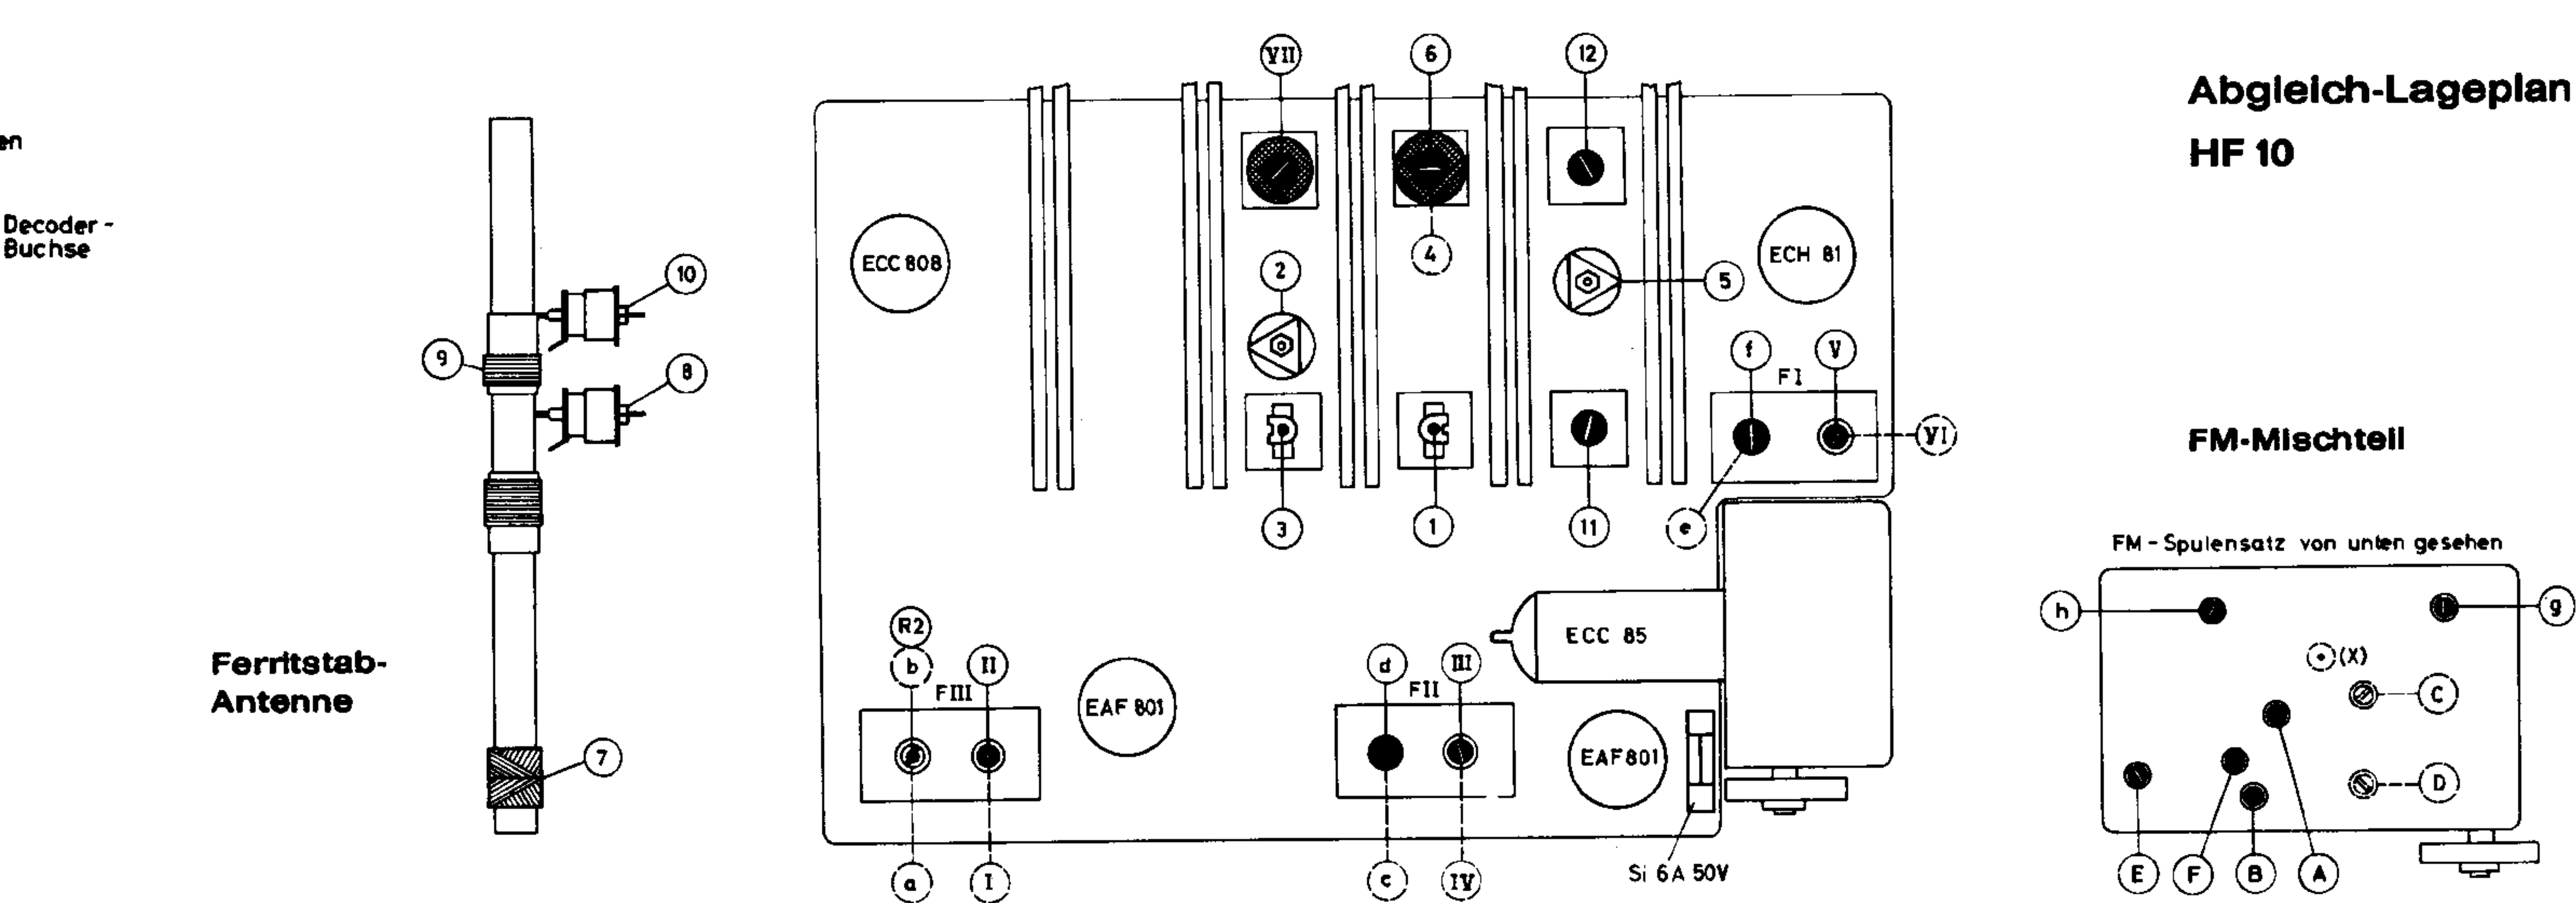 en
Decoder -
Buchse
Ferritstab-
Antenne
10
9
8
7
VII
6
12
ECC 808
2
4
5
ECH 81
f
V
FI
VI
3
1
11
e
R2
b
II
FIII
EAF 801
d
III
FII
ECC 85
EAF801
a
I
c
IV
Si 6A 50V
Abgleich-Lageplan
HF 10
FM-Mischteil
FM - Spulensatz von unten gesehen
h
g
(X)
C
D
E
F
B
A